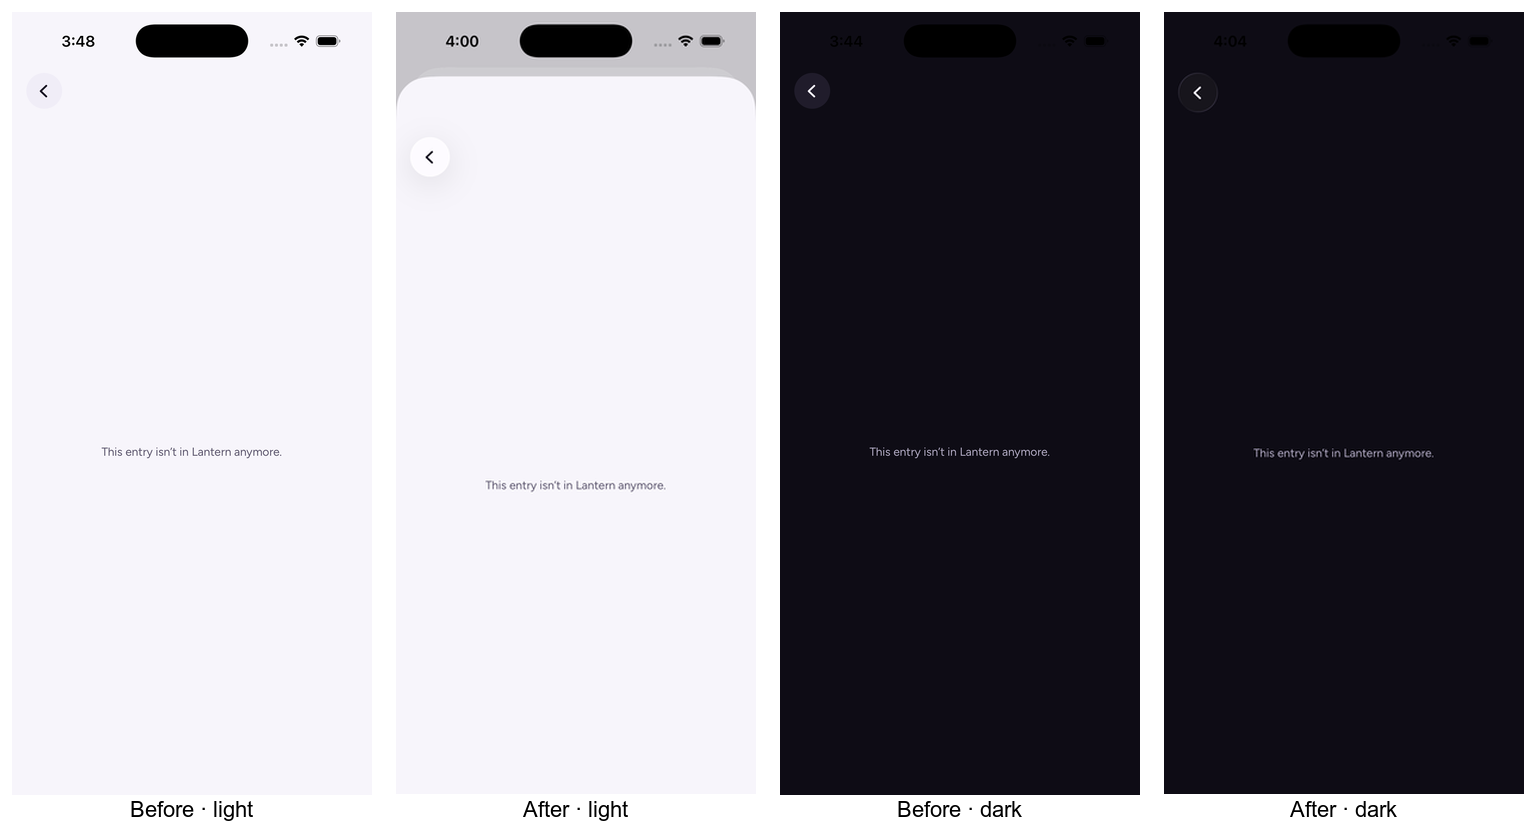 3:48
This entry isn't in Lantern anymore.
Before · light
4:00
This entry isn't in Lantern anymore.
After · light
3:44
This entry isn't in Lantern anymore.
Before · dark
4:04
This entry isn't in Lantern anymore.
After · dark